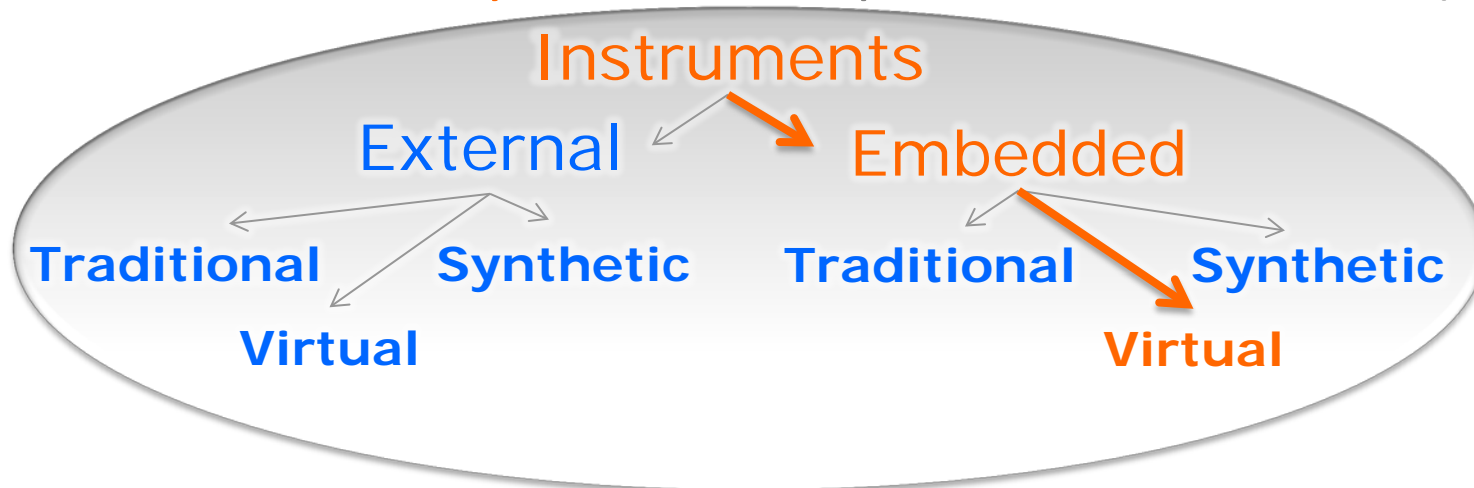 Instruments
External
Embedded
Traditional
Synthetic
Traditional
Synthetic
Virtual
Virtual